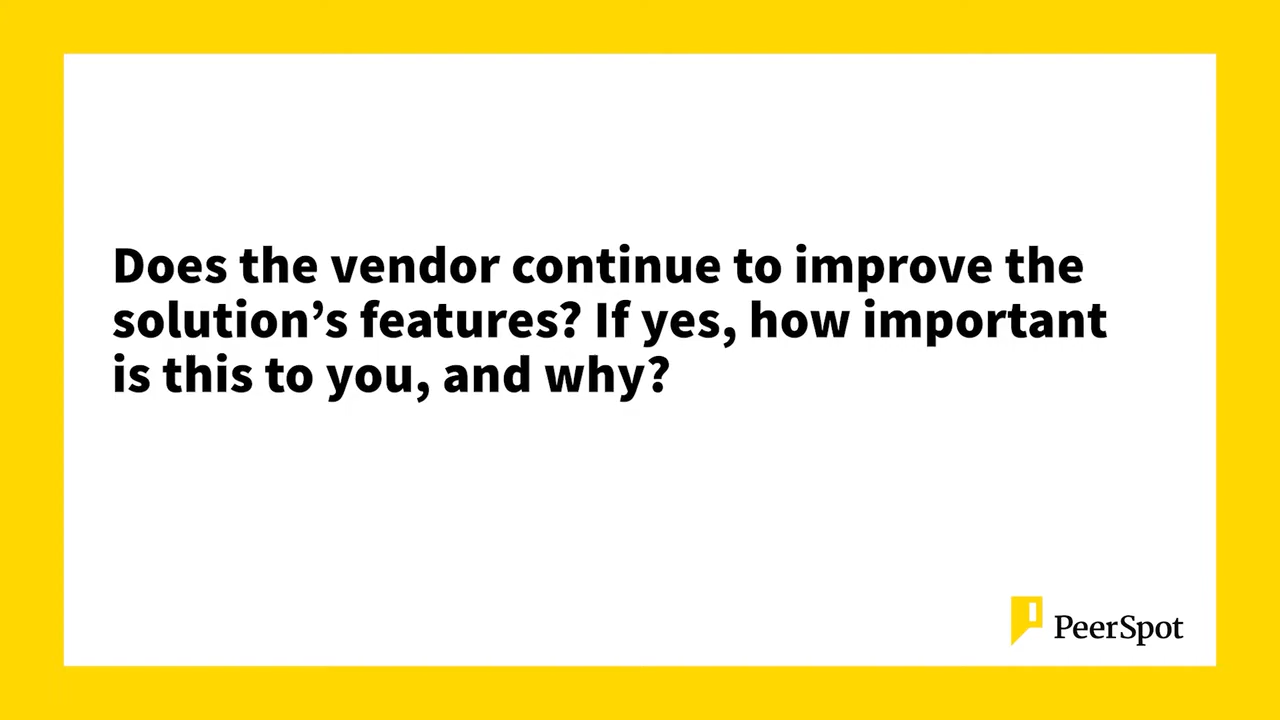 Does the vendor continue to improve the
solution’s features? If yes, how important
is this to you, and why?
PeerSpot